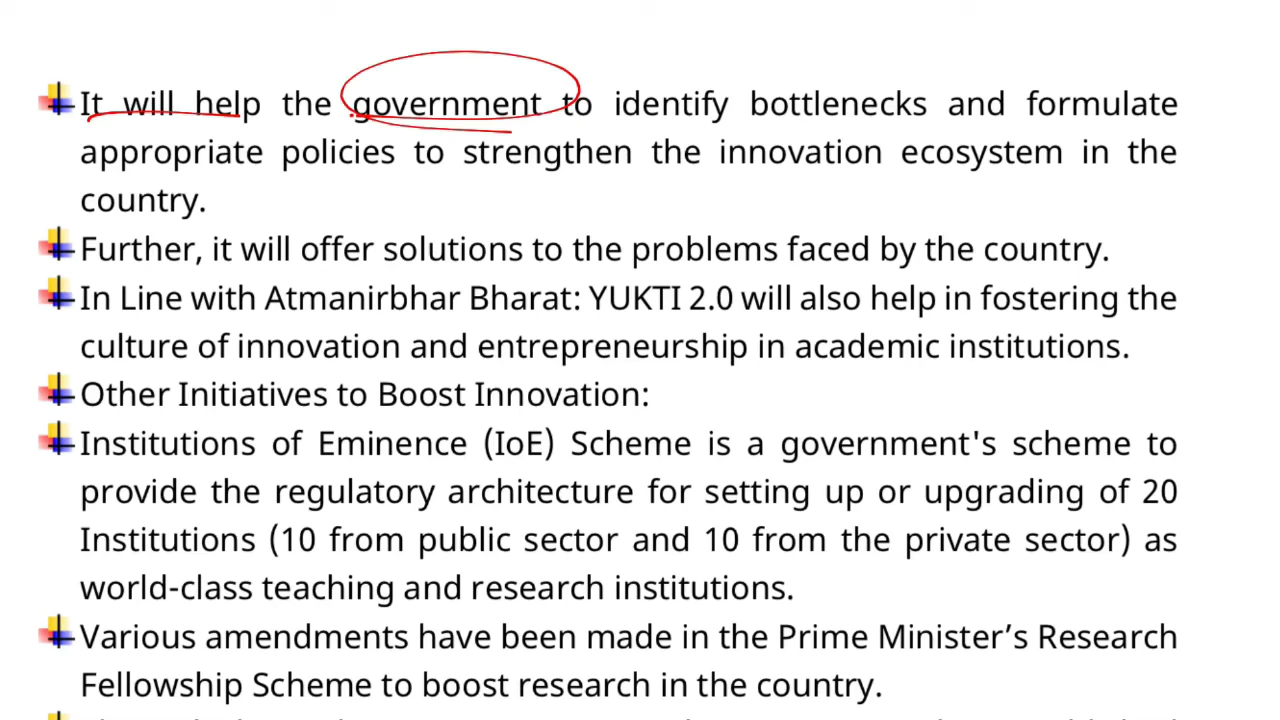 It will help the government to identify bottlenecks and formulate
appropriate policies to strengthen the innovation ecosystem in the
country.
Further, it will offer solutions to the problems faced by the country.
In Line with Atmanirbhar Bharat: YUKTI 2.0 will also help in fostering the
culture of innovation and entrepreneurship in academic institutions.
Other Initiatives to Boost Innovation:
Institutions of Eminence (IoE) Scheme is a government's scheme to
provide the regulatory architecture for setting up or upgrading of 20
Institutions (10 from public sector and 10 from the private sector) as
world-class teaching and research institutions.
Various amendments have been made in the Prime Minister’s Research
Fellowship Scheme to boost research in the country.